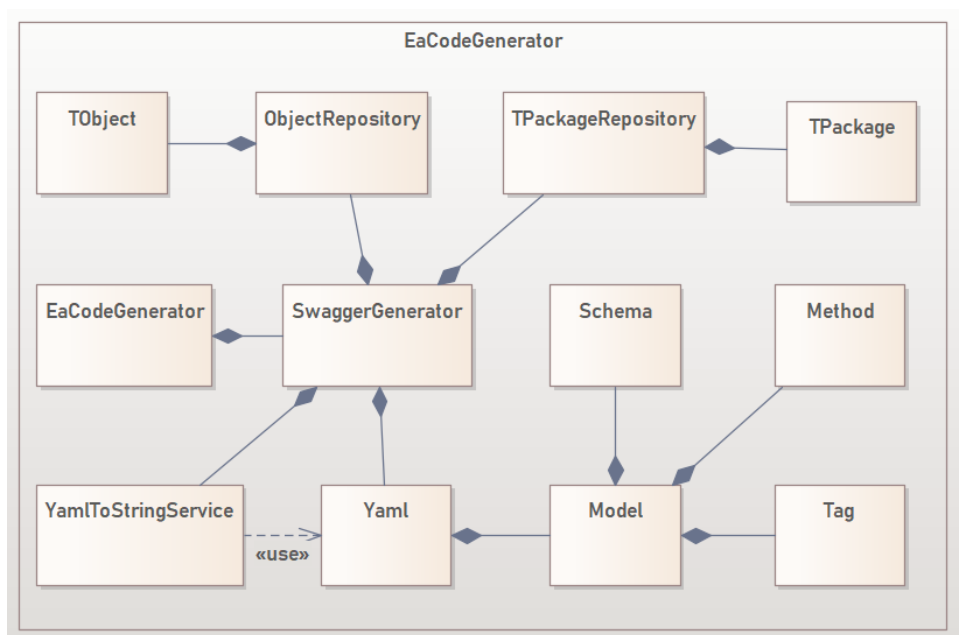 EaCodeGenerator
TObject
ObjectRepository
TPackageRepository
TPackage
EaCodeGenerator
SwaggerGenerator
Schema
Method
YamlToStringService
«use»
Yaml
Model
Tag